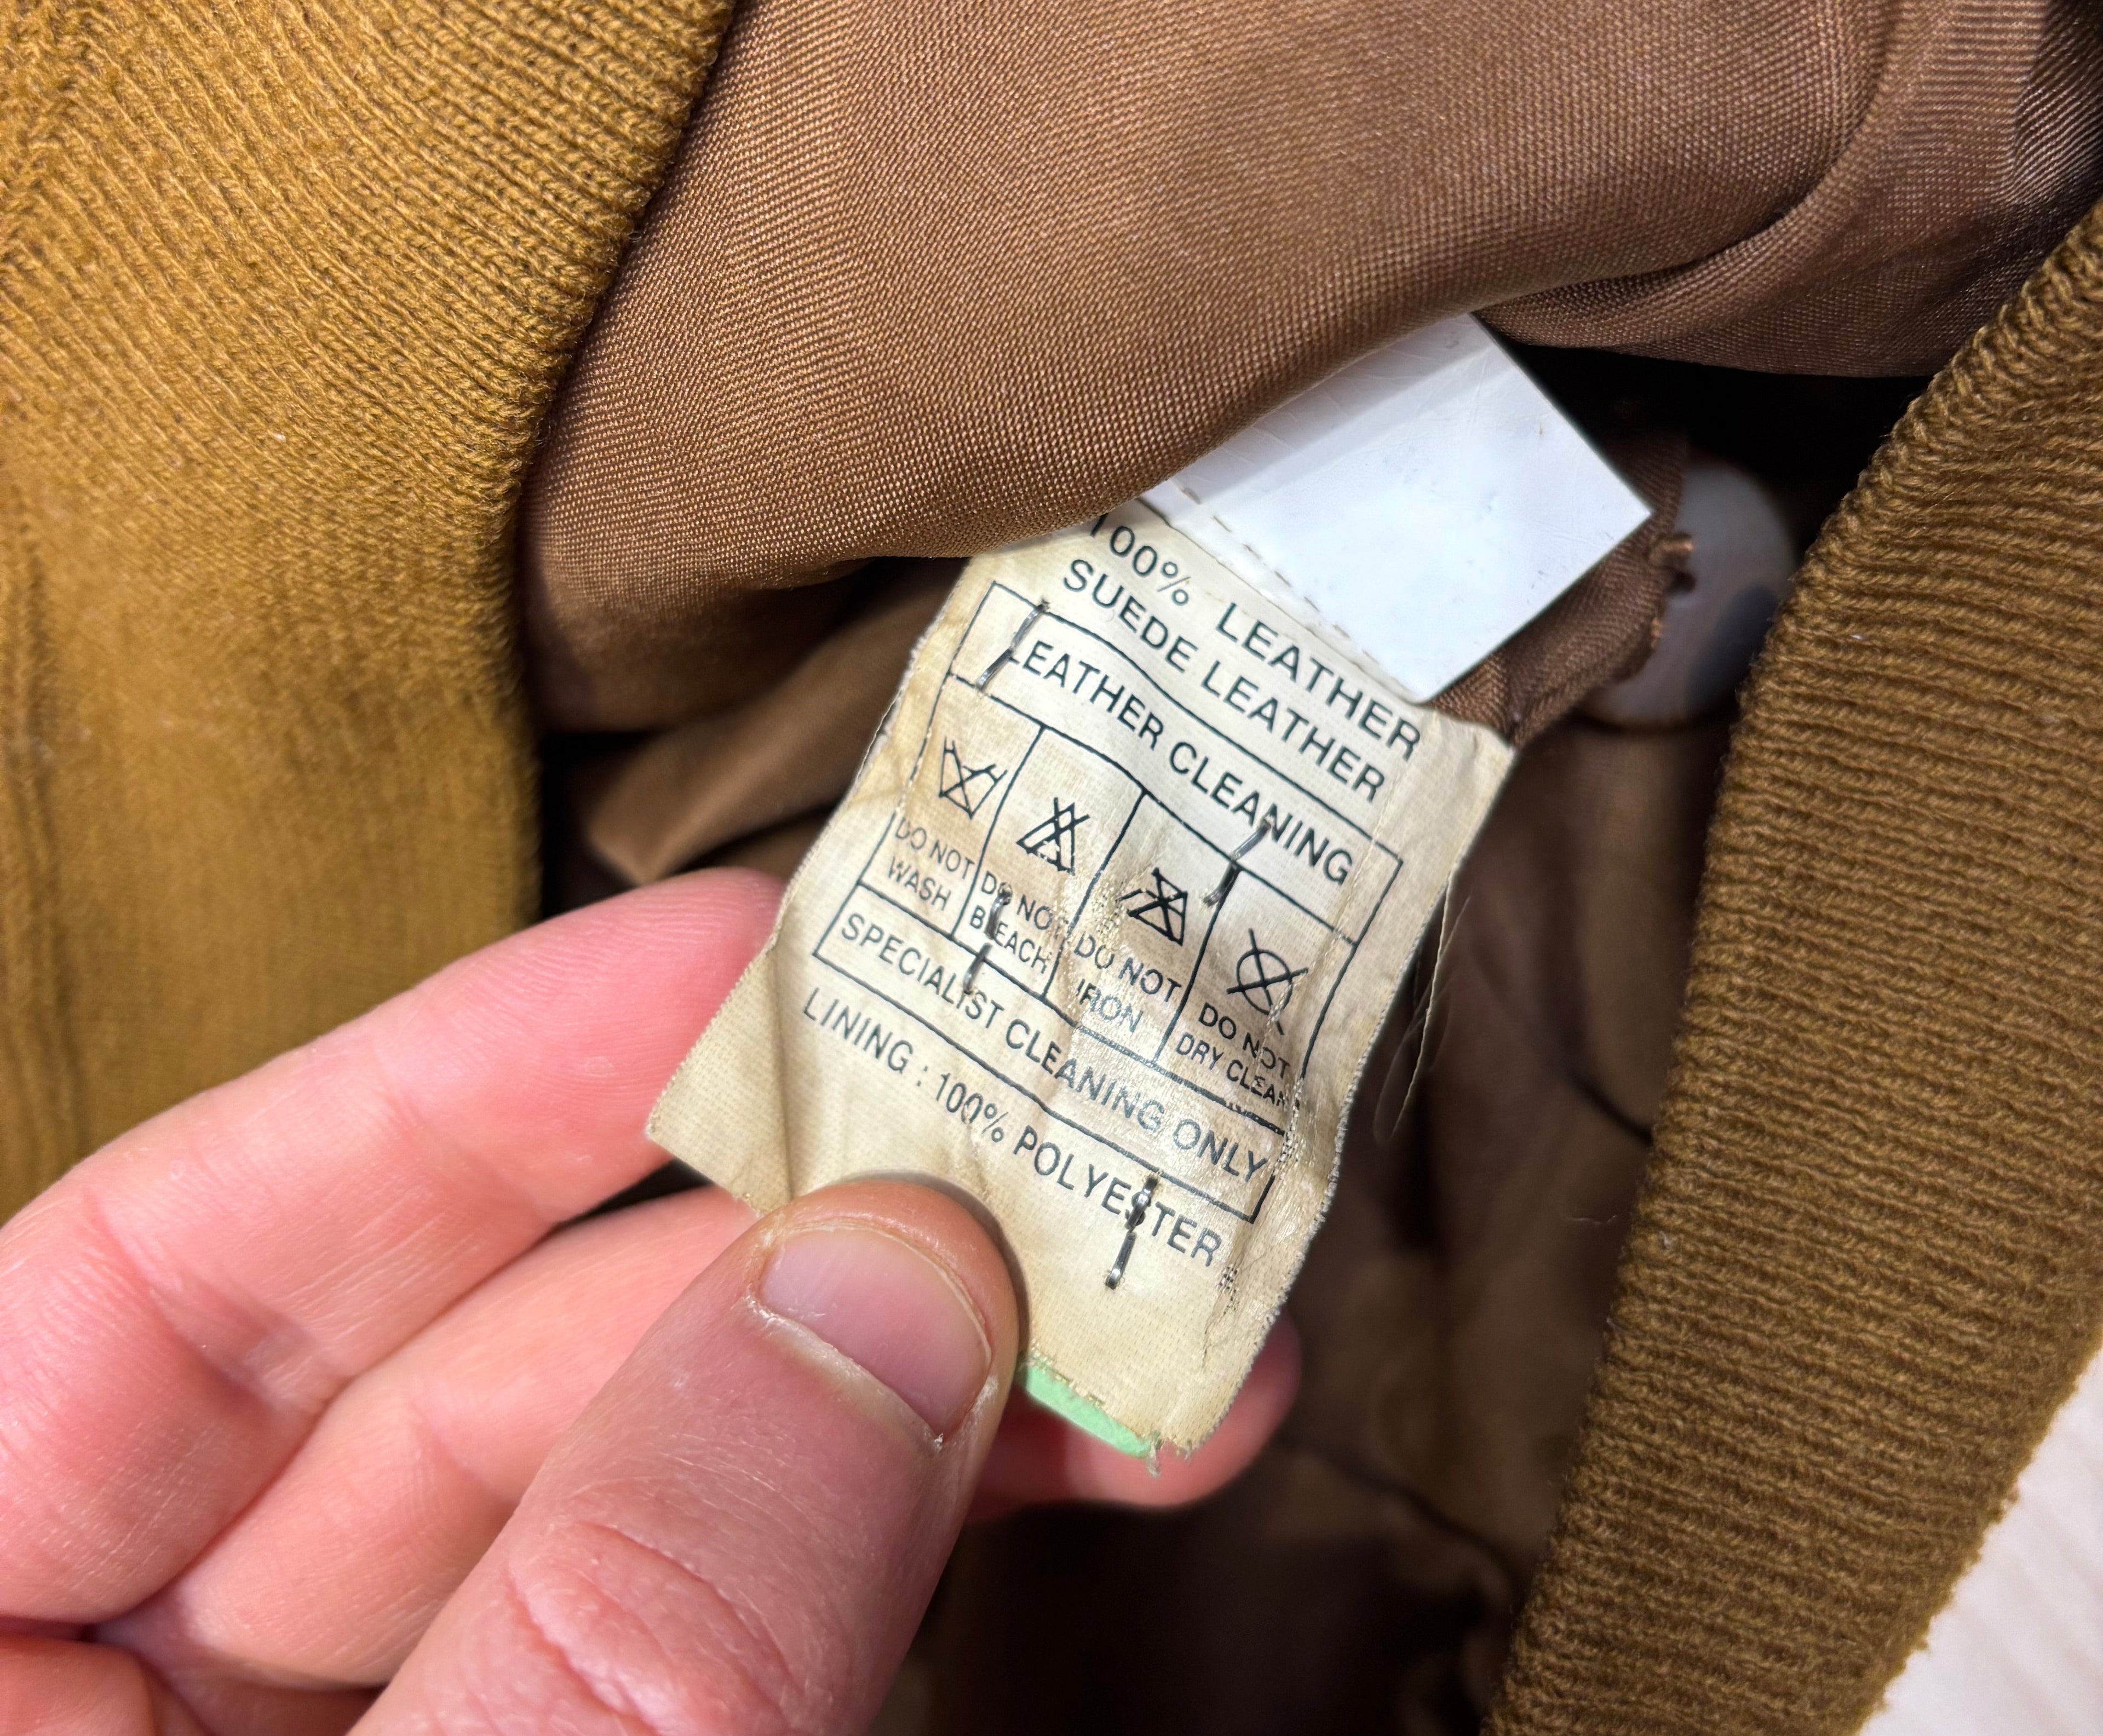 100% LEATHER
SUEDE LEATHER
LEATHER CLEANING
DO NOT WASH
DO NOT BLEACH
DO NOT IRON
DO NOT DRY CLEAN
SPECIALIST CLEANING ONLY
LINING : 100% POLYESTER